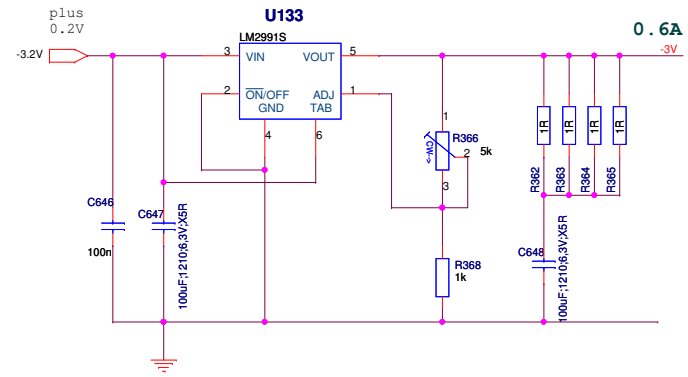 plus
0.2V
U133
0.6A
-3.2V
LM2991S
-3V
3
VIN
VOUT
5
2
ON/OFF
ADJ
1
GND
TAB
4
6
1
R366
5k
CW->
2
3
1R
1R
1R
1R
R362
R363
R364
R365
C646
100n
C647
100uF;1210;6,3V;X5R
R368
1k
C648
100uF;1210;6,3V;X5R